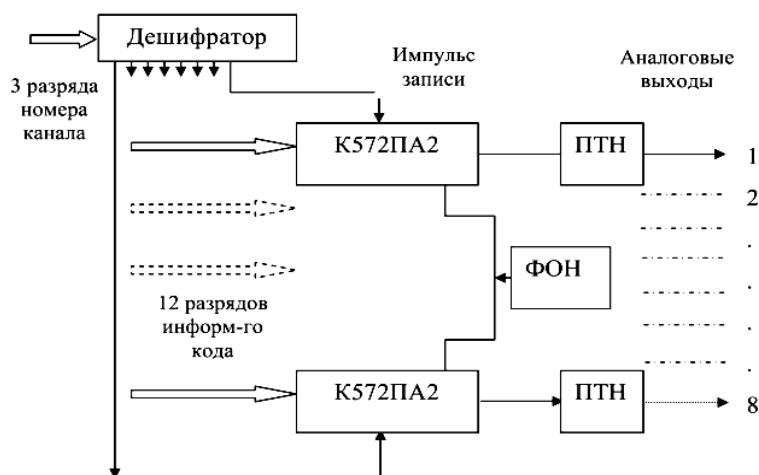 Дешифратор
3 разряда
номера
канала
Импульс
записи
Аналоговые
выходы
К572ПА2
ПТН
1
2
ФОН
12 разрядов
информ-го
кода
К572ПА2
ПТН
8